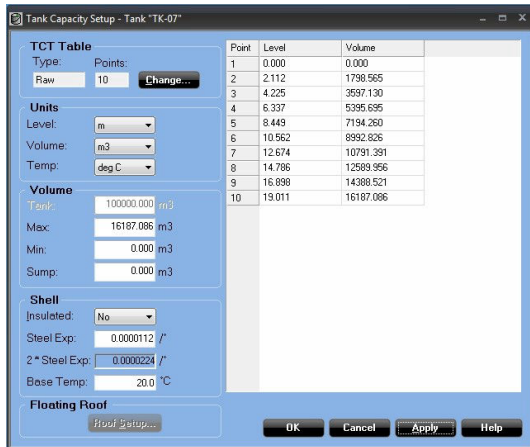 Tank Capacity Setup - Tank "TK-07"
TCT Table
Type: Points:
Raw 10 Change...
Units
Level: m
Volume: m3
Temp: deg C
Volume
Tank: 100000.000 m3
Max: 16187.086 m3
Min: 0.000 m3
Sump: 0.000 m3
Shell
Insulated: No
Steel Exp: 0.0000112 /°
2 * Steel Exp: 0.0000224 /°
Base Temp: 20.0 °C
Floating Roof
Roof Setup...
Point Level Volume
1 0.000 0.000
2 2.112 1798.565
3 4.225 3597.130
4 6.337 5395.695
5 8.449 7194.260
6 10.562 8992.826
7 12.674 10791.391
8 14.786 12589.956
9 16.898 14388.521
10 19.011 16187.086
OK Cancel Apply Help